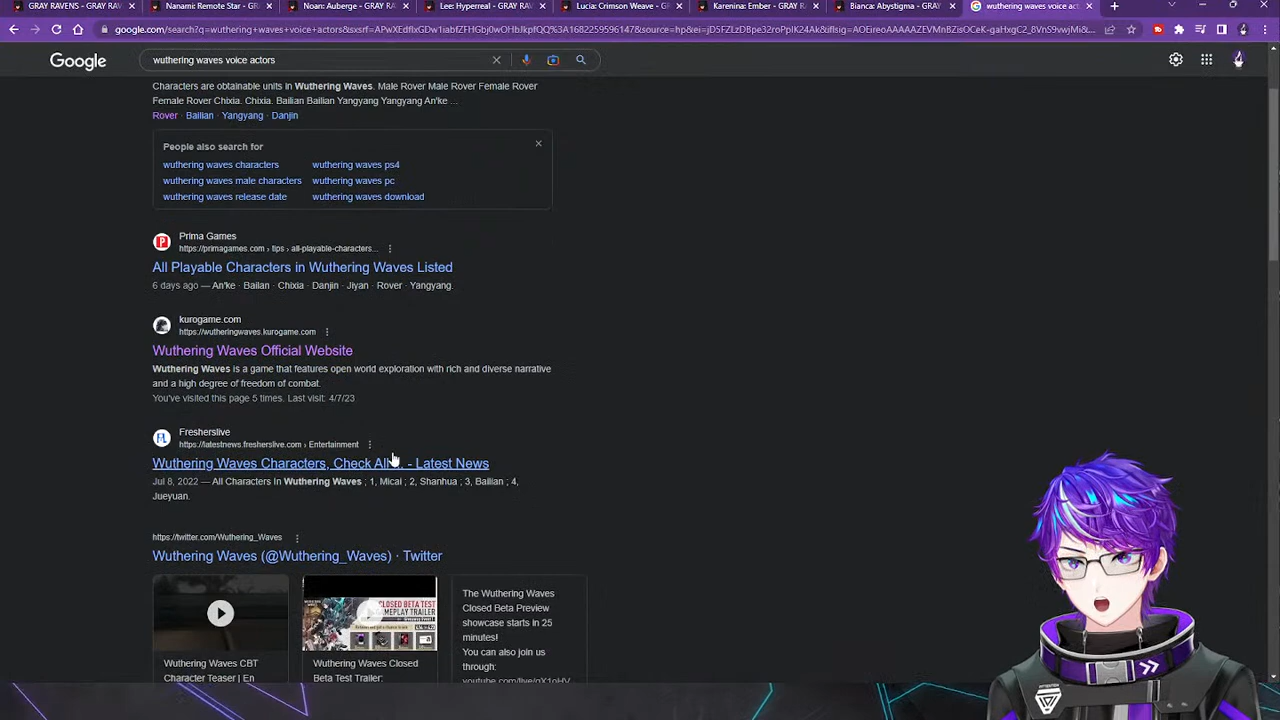 GRAY RAVENS - GRAY RAV
Nanami: Remote Star - GRAY
Noan: Auberge - GRAY RA
Lee: Hyperreal - GRAY RAV
Lucia: Crimson Weave - GR
Karenina: Ember - GRAY RA
Bianca: Abystigma - GRAY
wuthering waves voice acto
Google
wuthering waves voice actors
Characters are obtainable units in Wuthering Waves. Male Rover Male Rover Female Rover
Female Rover Chixia. Chixia. Bailian Bailian Yangyang Yangyang An'ke ...
Rover · Bailian · Yangyang · Danjin
People also search for
wuthering waves characters
wuthering waves ps4
wuthering waves male characters
wuthering waves pc
wuthering waves release date
wuthering waves download
Prima Games
https://primagames.com › tips › all-playable-characters...
All Playable Characters in Wuthering Waves Listed
6 days ago — An'ke · Bailan · Chixia · Danjin · Jiyan · Rover · Yangyang.
kurogame.com
https://wutheringwaves.kurogame.com
Wuthering Waves Official Website
Wuthering Waves is a game that features open world exploration with rich and diverse narrative
and a high degree of freedom of combat.
You've visited this page 5 times. Last visit: 4/7/23
Fresherslive
https://latestnews.fresherslive.com › Entertainment
Wuthering Waves Characters, Check All ... - Latest News
Jul 8, 2022 — All Characters In Wuthering Waves ; 1, Micai ; 2, Shanhua ; 3, Bailian ; 4,
Jueyuan.
https://twitter.com/Wuthering_Waves
Wuthering Waves (@Wuthering_Waves) · Twitter
CLOSED BETA TEST
GAMEPLAY TRAILER
Wuthering Waves CBT
Character Teaser | En
Wuthering Waves Closed
Beta Test Trailer:
The Wuthering Waves
Closed Beta Preview
showcase starts in 25
minutes!
You can also join us
through: